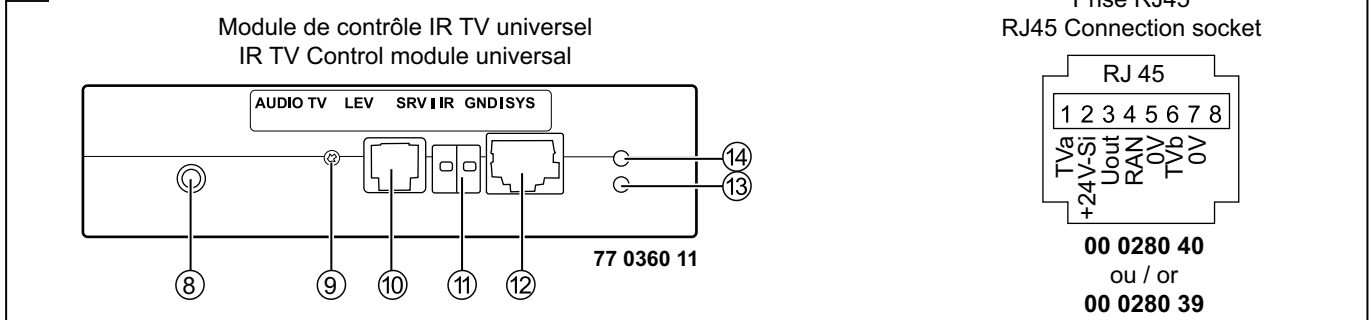 Module de contrôle IR TV universel
IR TV Control module universal
AUDIO TV LEV SRV I IR GND I SYS
⑭
⑬
77 0360 11
⑧ ⑨ ⑩ ⑪ ⑫
Prise RJ45
RJ45 Connection socket
RJ 45
1 2 3 4 5 6 7 8
TVa
+24V-Si
Uout
RAN
0V
TVb
0V
00 0280 40
ou / or
00 0280 39